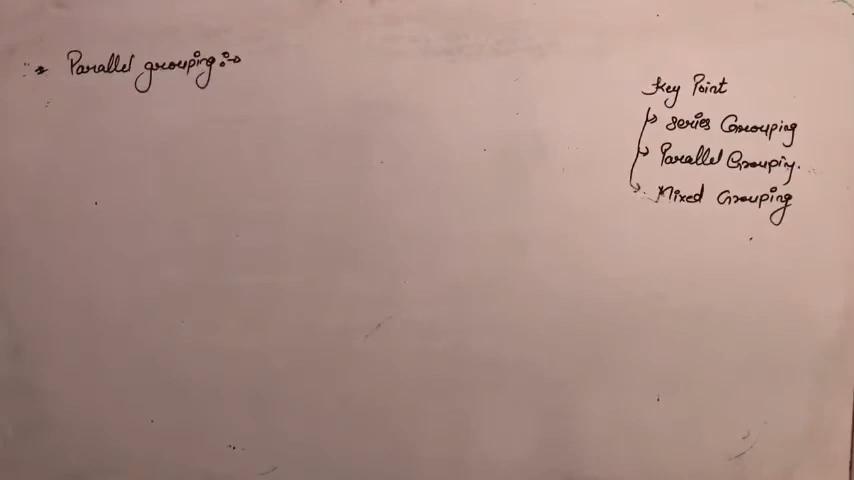 * Parallel grouping :→
Key Point
→ Series Grouping
→ Parallel Grouping.
→ Mixed Grouping